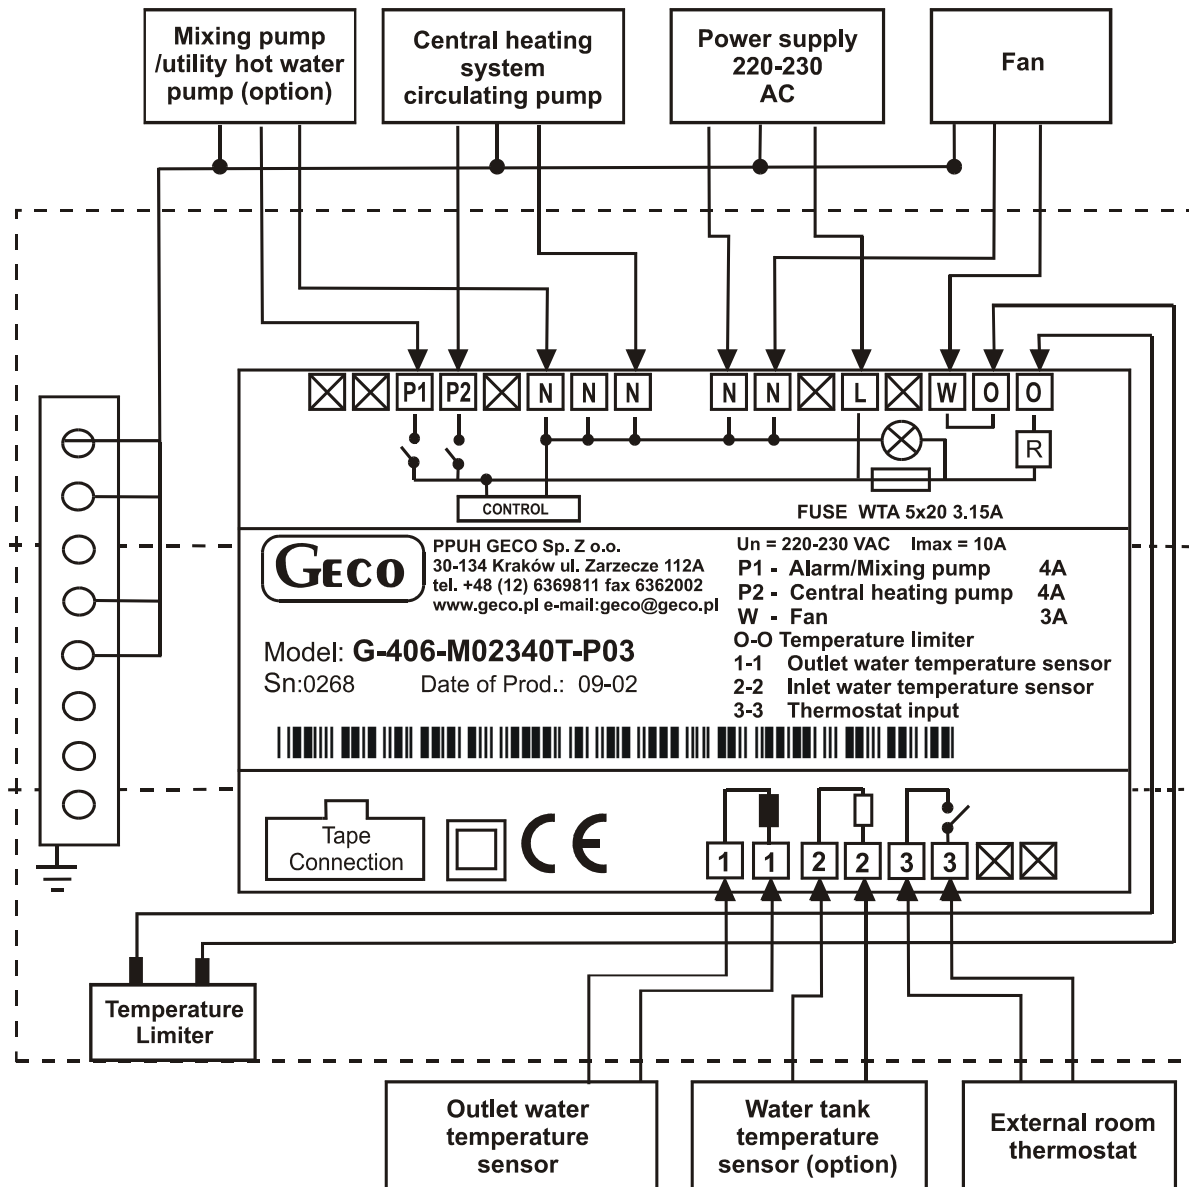 Mixing pump
/utility hot water
pump (option)
Central heating
system
circulating pump
Power supply
220-230
AC
Fan
P1 P2 N N N N N L W O O
R
CONTROL
FUSE WTA 5x20 3.15A
GECO
PPUH GECO Sp. Z o.o.
30-134 Kraków ul. Zarzecze 112A
tel. +48 (12) 6369811 fax 6362002
www.geco.pl e-mail:geco@geco.pl
Model: G-406-M02340T-P03
Sn:0268 Date of Prod.: 09-02
Un = 220-230 VAC Imax = 10A
P1 - Alarm/Mixing pump 4A
P2 - Central heating pump 4A
W - Fan 3A
O-O Temperature limiter
1-1 Outlet water temperature sensor
2-2 Inlet water temperature sensor
3-3 Thermostat input
Tape
Connection
CE
1 1 2 2 3 3
Temperature
Limiter
Outlet water
temperature
sensor
Water tank
temperature
sensor (option)
External room
thermostat